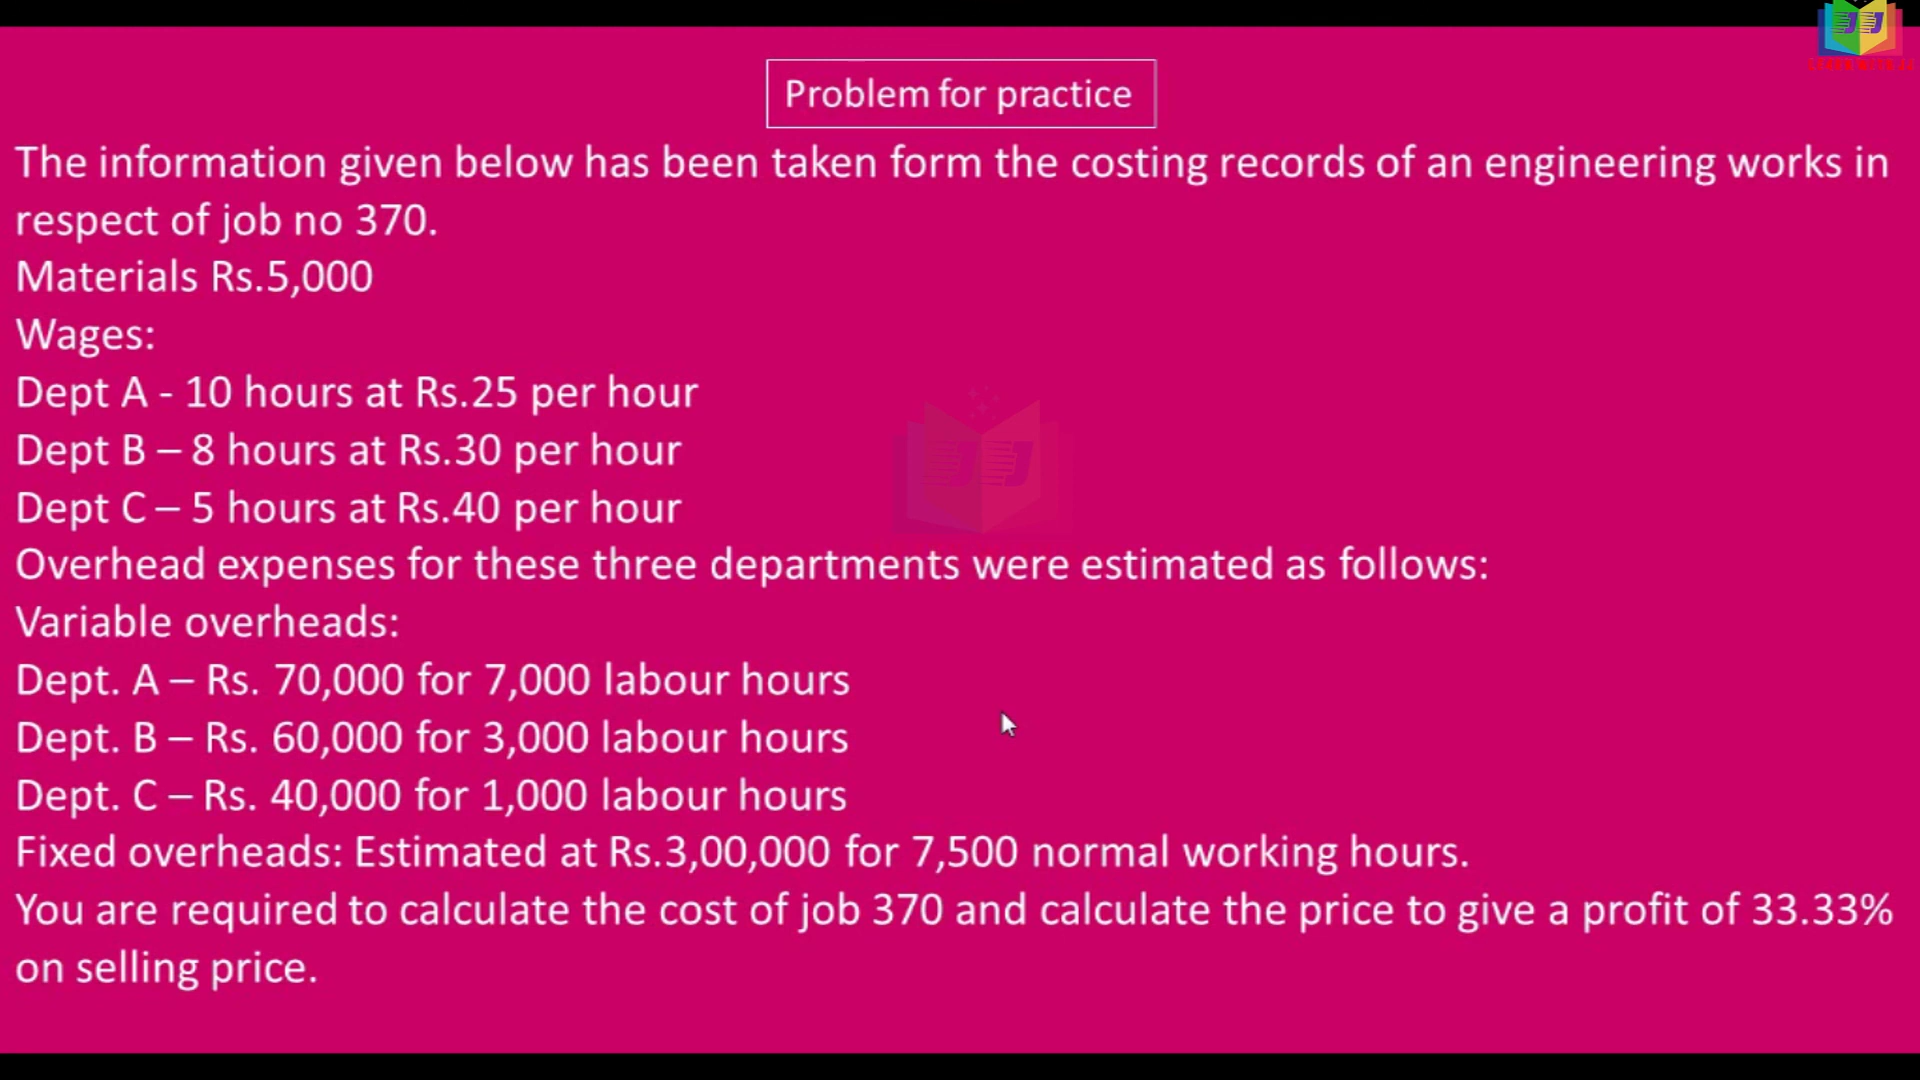 Problem for practice
The information given below has been taken form the costing records of an engineering works in
respect of job no 370.
Materials Rs.5,000
Wages:
Dept A - 10 hours at Rs.25 per hour
Dept B – 8 hours at Rs.30 per hour
Dept C – 5 hours at Rs.40 per hour
Overhead expenses for these three departments were estimated as follows:
Variable overheads:
Dept. A – Rs. 70,000 for 7,000 labour hours
Dept. B – Rs. 60,000 for 3,000 labour hours
Dept. C – Rs. 40,000 for 1,000 labour hours
Fixed overheads: Estimated at Rs.3,00,000 for 7,500 normal working hours.
You are required to calculate the cost of job 370 and calculate the price to give a profit of 33.33%
on selling price.